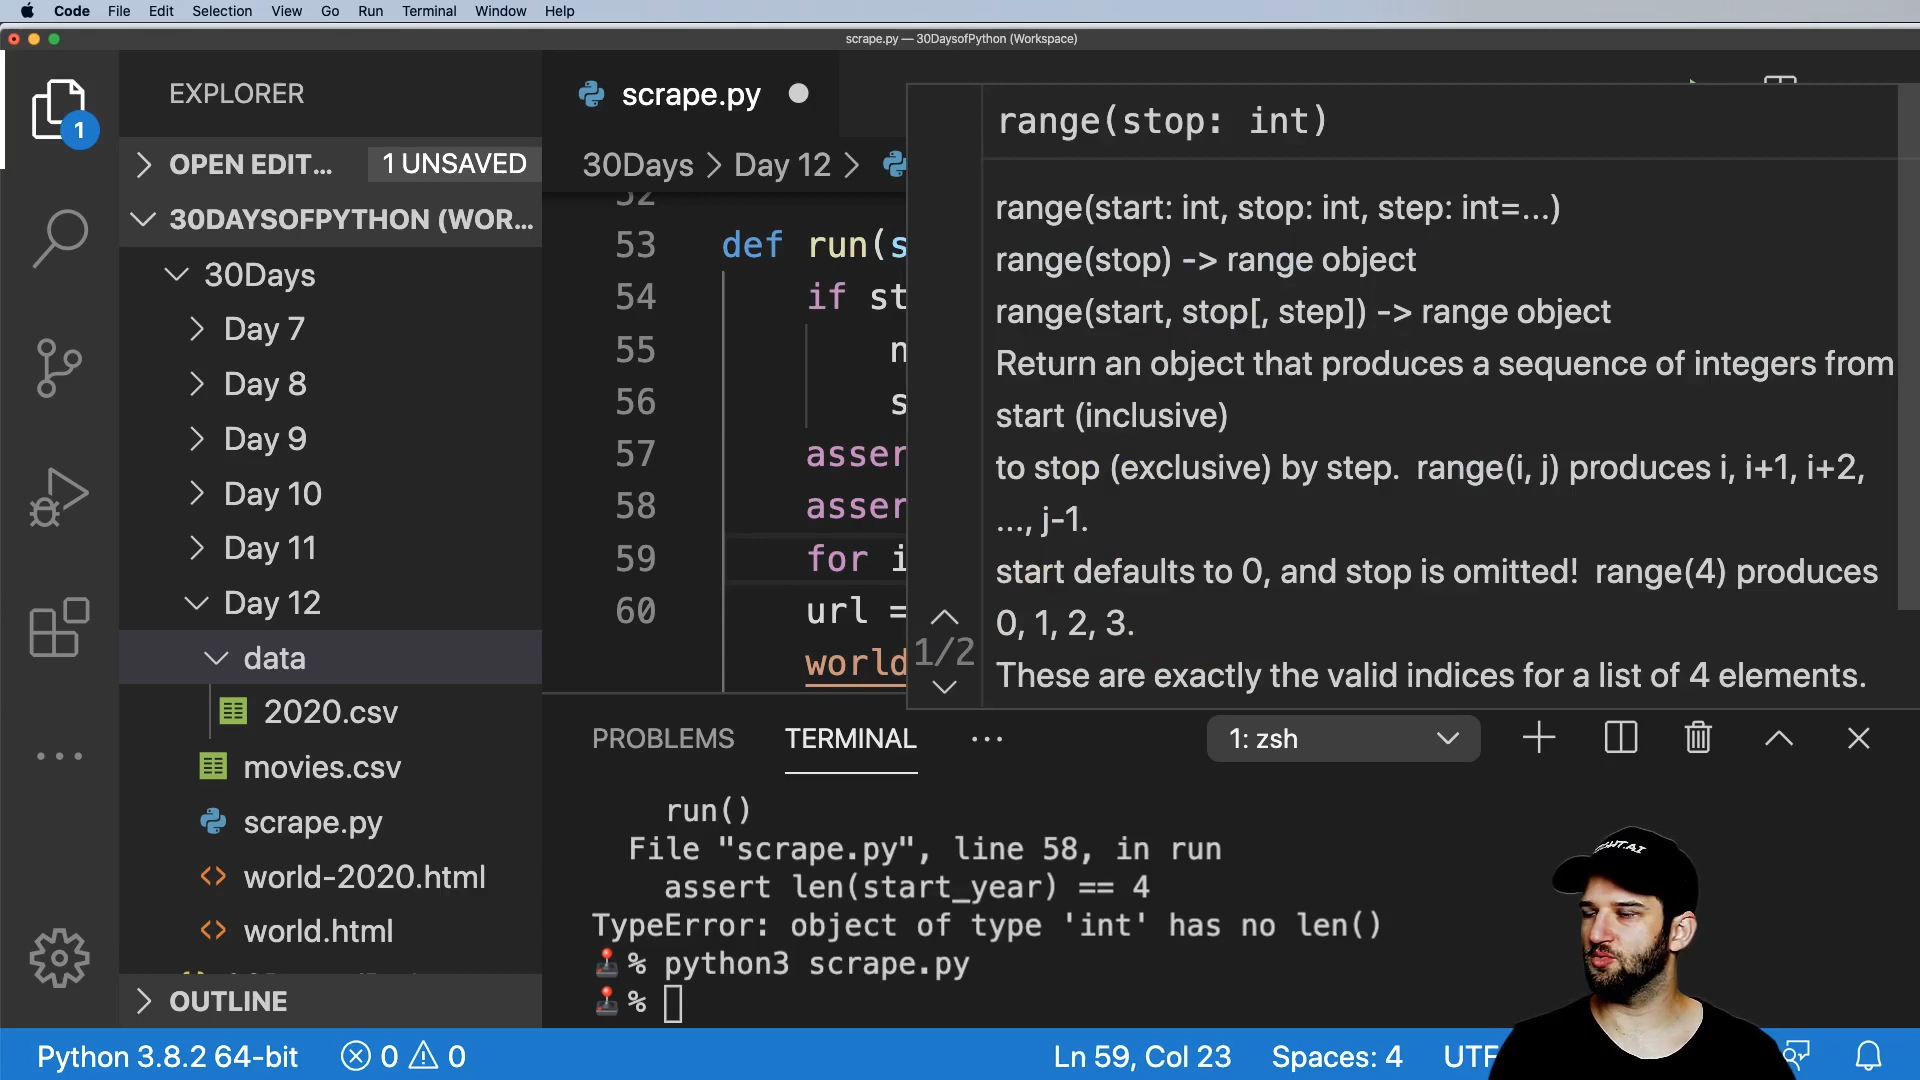 Code File Edit Selection View Go Run Terminal Window Help
scrape.py — 30DaysofPython (Workspace)
EXPLORER
1
OPEN EDIT... 1 UNSAVED
30DAYSOFPYTHON (WOR...
30Days
Day 7
Day 8
Day 9
Day 10
Day 11
Day 12
data
2020.csv
movies.csv
scrape.py
world-2020.html
world.html
OUTLINE
scrape.py
30Days > Day 12 >
52
53 def run(s
54 if st
55 n
56 s
57 asser
58 asser
59 for i
60 url =
world
range(stop: int)
range(start: int, stop: int, step: int=...)
range(stop) -> range object
range(start, stop[, step]) -> range object
Return an object that produces a sequence of integers from
start (inclusive)
to stop (exclusive) by step. range(i, j) produces i, i+1, i+2,
..., j-1.
start defaults to 0, and stop is omitted! range(4) produces
0, 1, 2, 3.
These are exactly the valid indices for a list of 4 elements.
1/2
PROBLEMS TERMINAL ... 1: zsh
run()
File "scrape.py", line 58, in run
assert len(start_year) == 4
TypeError: object of type 'int' has no len()
% python3 scrape.py
%
Python 3.8.2 64-bit 0 0 Ln 59, Col 23 Spaces: 4 UTF